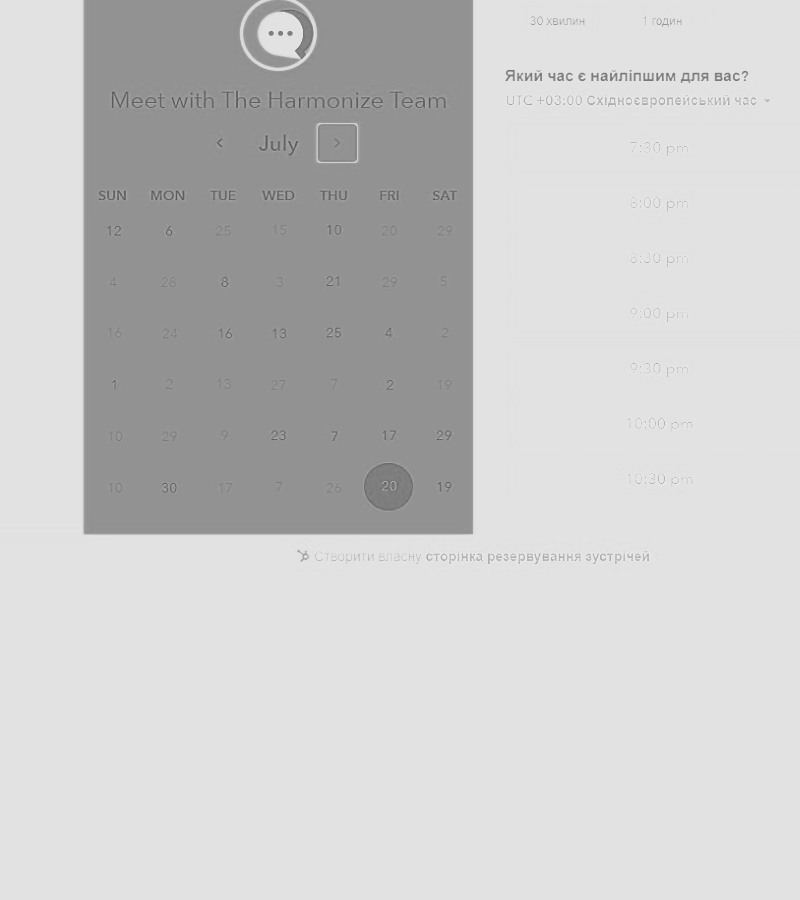 30 хвилин 1 годин
Meet with The Harmonize Team
July
SUN MON TUE WED THU FRI SAT
12 6 25 15 10 20 29
4 28 8 3 21 29 5
16 24 16 13 25 4 2
1 2 13 27 7 2 19
10 29 9 23 7 17 29
10 30 17 7 26 20 19
Який час є найліпшим для вас?
UTC +03:00 Східноєвропейський час
7:30 pm
8:00 pm
8:30 pm
9:00 pm
9:30 pm
10:00 pm
10:30 pm
Створити власну сторінка резервування зустрічей